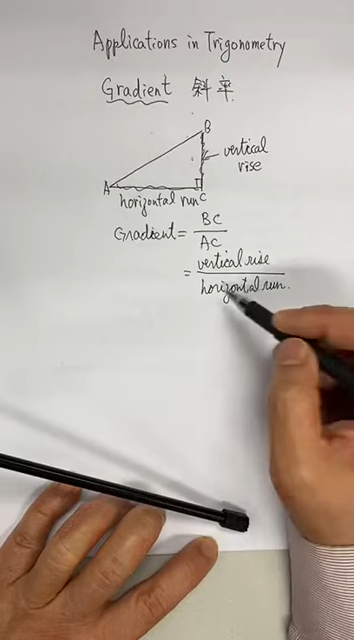 Applications in Trigonometry
Gradient 斜率.
B
vertical
rise
A
C
horizontal run
Gradient = BC
AC
= vertical rise
horizontal run.